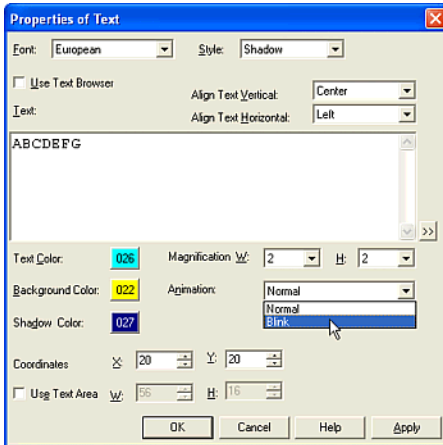 Properties of Text
Font: European Style: Shadow
Use Text Browser
Align Text Vertical: Center
Text: Align Text Horizontal: Left
ABCDEFG
>>
Text Color: 026 Magnification W: 2 H: 2
Background Color: 022 Animation: Normal
Normal
Shadow Color: 027 Blink
Coordinates X: 20 Y: 20
Use Text Area W: 56 H: 16
OK Cancel Help Apply